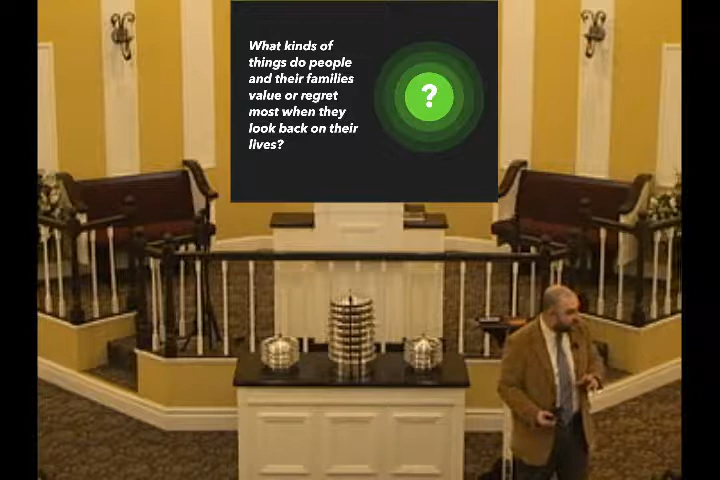 What kinds of
things do people
and their families
value or regret
most when they
look back on their
lives?
?